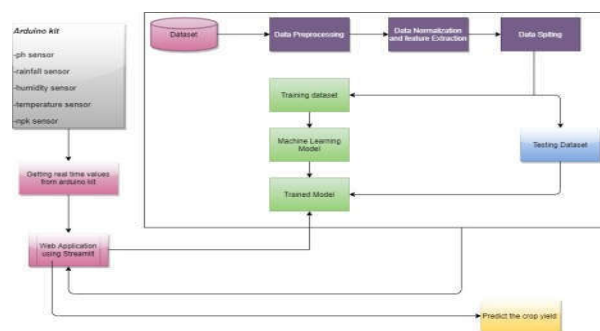 Arduino kit
-ph sensor
-rainfall sensor
-humidity sensor
-temperature sensor
-npk sensor
Getting real time values
from arduino kit
Web Application
using Streamlit
Dataset
Data Preprocessing
Data Normalization
and feature Extraction
Data Spliting
Training dataset
Machine Learning
Model
Trained Model
Testing Dataset
Predict the crop yield